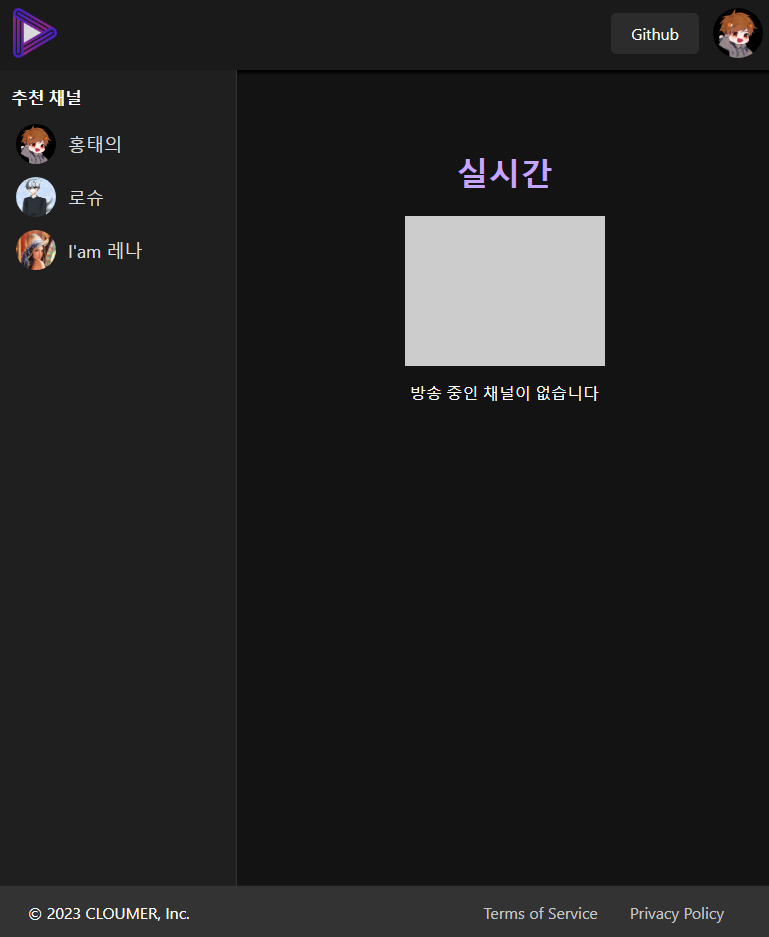 Github
추천 채널
홍태의
로슈
I'am 레나
실시간
방송 중인 채널이 없습니다
© 2023 CLOUMER, Inc.
Terms of Service
Privacy Policy